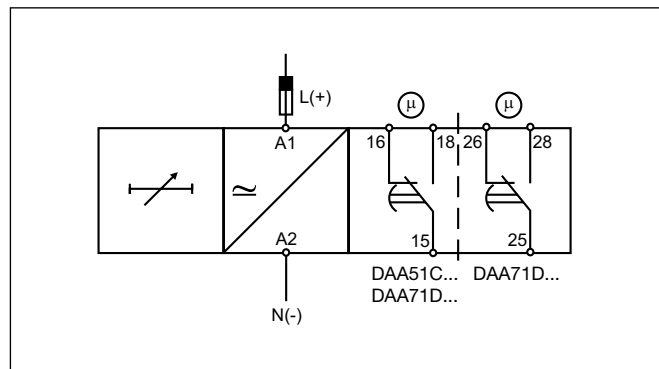 L(+)
μ
μ
A1
16
18
26
28
≃
A2
15
25
DAA51C...
DAA71D...
DAA71D...
N(-)